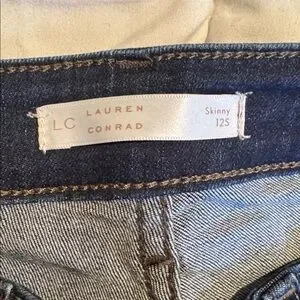 LC
LAUREN
CONRAD
Skinny
12S